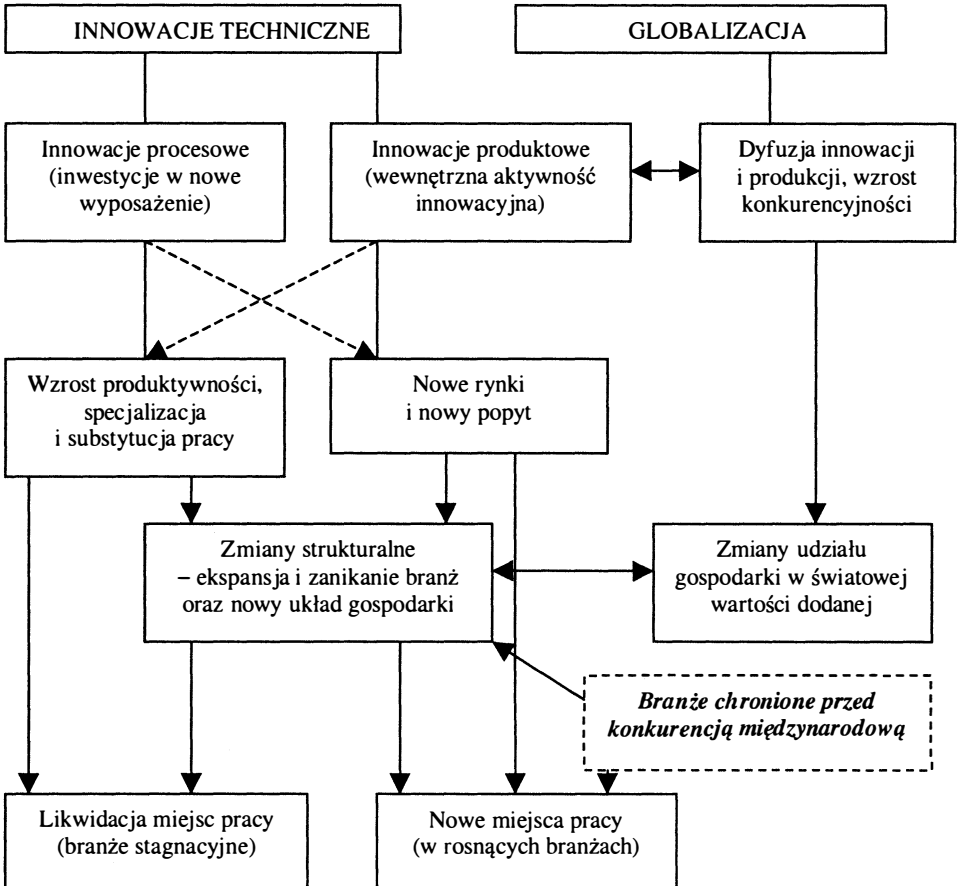 INNOWACJE TECHNICZNE
GLOBALIZACJA
Innowacje procesowe
(inwestycje w nowe
wyposażenie)
Innowacje produktowe
(wewnętrzna aktywność
innowacyjna)
Dyfuzja innowacji
i produkcji, wzrost
konkurencyjności
Wzrost produktywności,
specjalizacja
i substytucja pracy
Nowe rynki
i nowy popyt
Zmiany strukturalne
– ekspansja i zanikanie branż
oraz nowy układ gospodarki
Zmiany udziału
gospodarki w światowej
wartości dodanej
Branże chronione przed
konkurencją międzynarodową
Likwidacja miejsc pracy
(branże stagnacyjne)
Nowe miejsca pracy
(w rosnących branżach)